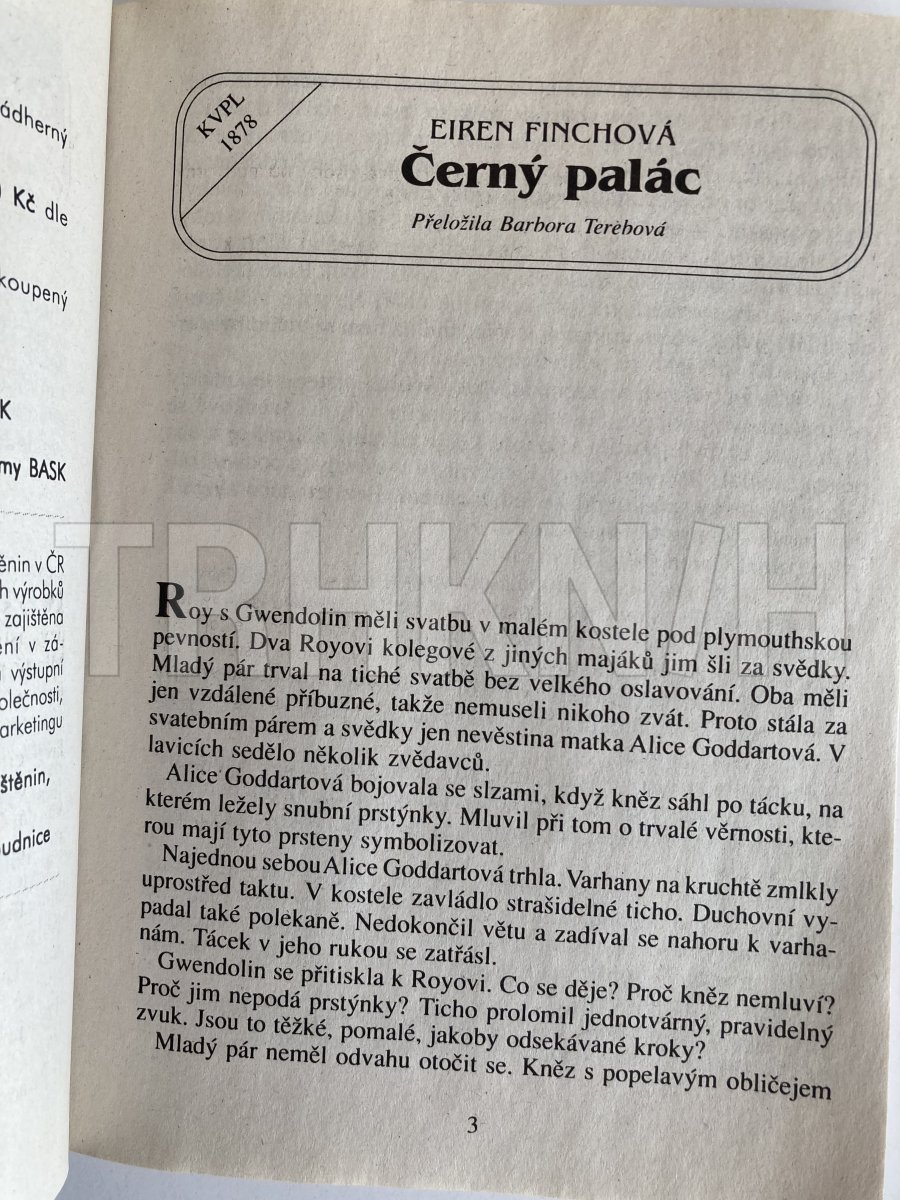 ádherný
Kč dle
koupený
K
my BASK
ěnin v ČR
h výrobků
zajištěna
ení v zá-
výstupní
olečnosti,
arketingu
štěnin,
oudnice
KVPL
1878
EIREN FINCHOVÁ
Černý palác
Přeložila Barbora Terebová
TRHKNIH
Roy s Gwendolin měli svatbu v malém kostele pod plymouthskou
pevností. Dva Royovi kolegové z jiných majáků jim šli za svědky.
Mladý pár trval na tiché svatbě bez velkého oslavování. Oba měli
jen vzdálené příbuzné, takže nemuseli nikoho zvát. Proto stála za
svatebním párem a svědky jen nevěstina matka Alice Goddartová. V
lavicích sedělo několik zvědavců.
Alice Goddartová bojovala se slzami, když kněz sáhl po tácku, na
kterém ležely snubní prstýnky. Mluvil při tom o trvalé věrnosti, kte-
rou mají tyto prsteny symbolizovat.
Najednou sebou Alice Goddartová trhla. Varhany na kruchtě zmlkly
uprostřed taktu. V kostele zavládlo strašidelné ticho. Duchovní vy-
padal také polekaně. Nedokončil větu a zadíval se nahoru k varha-
nám. Tácek v jeho rukou se zatřásl.
Gwendolin se přitiskla k Royovi. Co se děje? Proč kněz nemluví?
Proč jim nepodá prstýnky? Ticho prolomil jednotvárný, pravidelný
zvuk. Jsou to těžké, pomalé, jakoby odsekávané kroky?
Mladý pár neměl odvahu otočit se. Kněz s popelavým obličejem
3